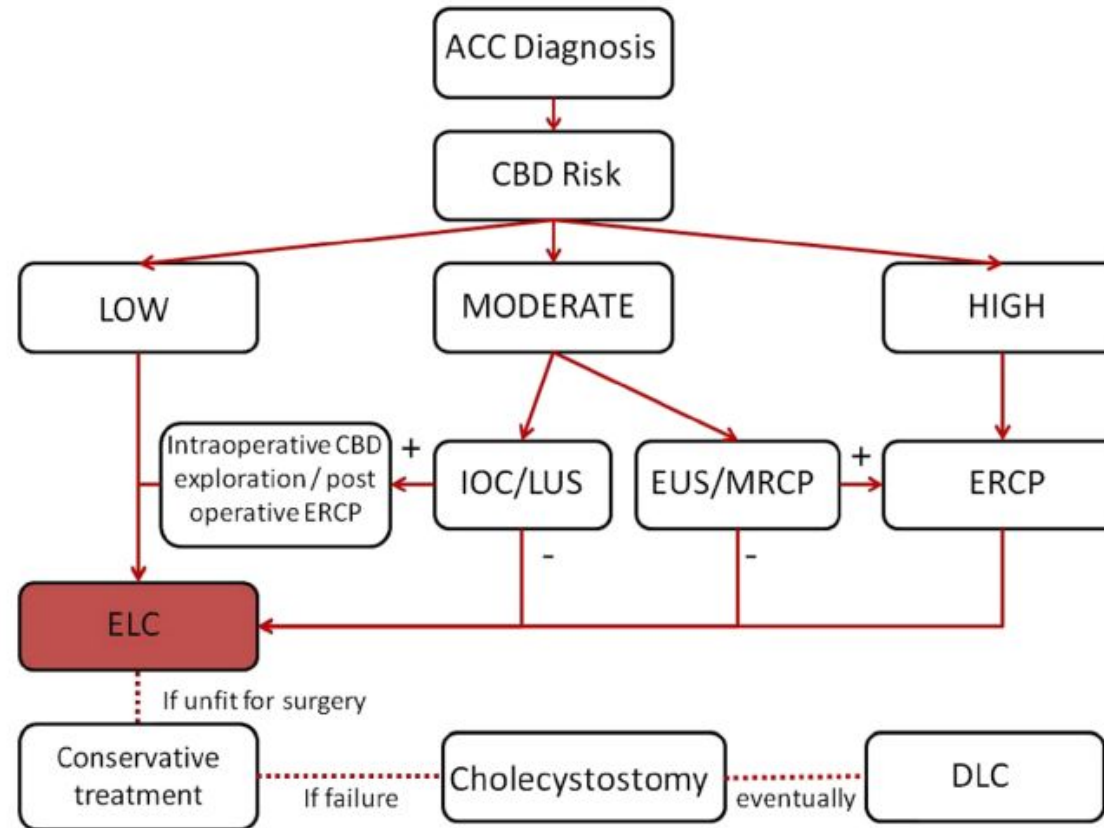 ACC Diagnosis
CBD Risk
LOW
MODERATE
HIGH
Intraoperative CBD
exploration / post
operative ERCP
+
IOC/LUS
EUS/MRCP
+
ERCP
-
-
ELC
If unfit for surgery
Conservative
treatment
If failure
Cholecystostomy
eventually
DLC